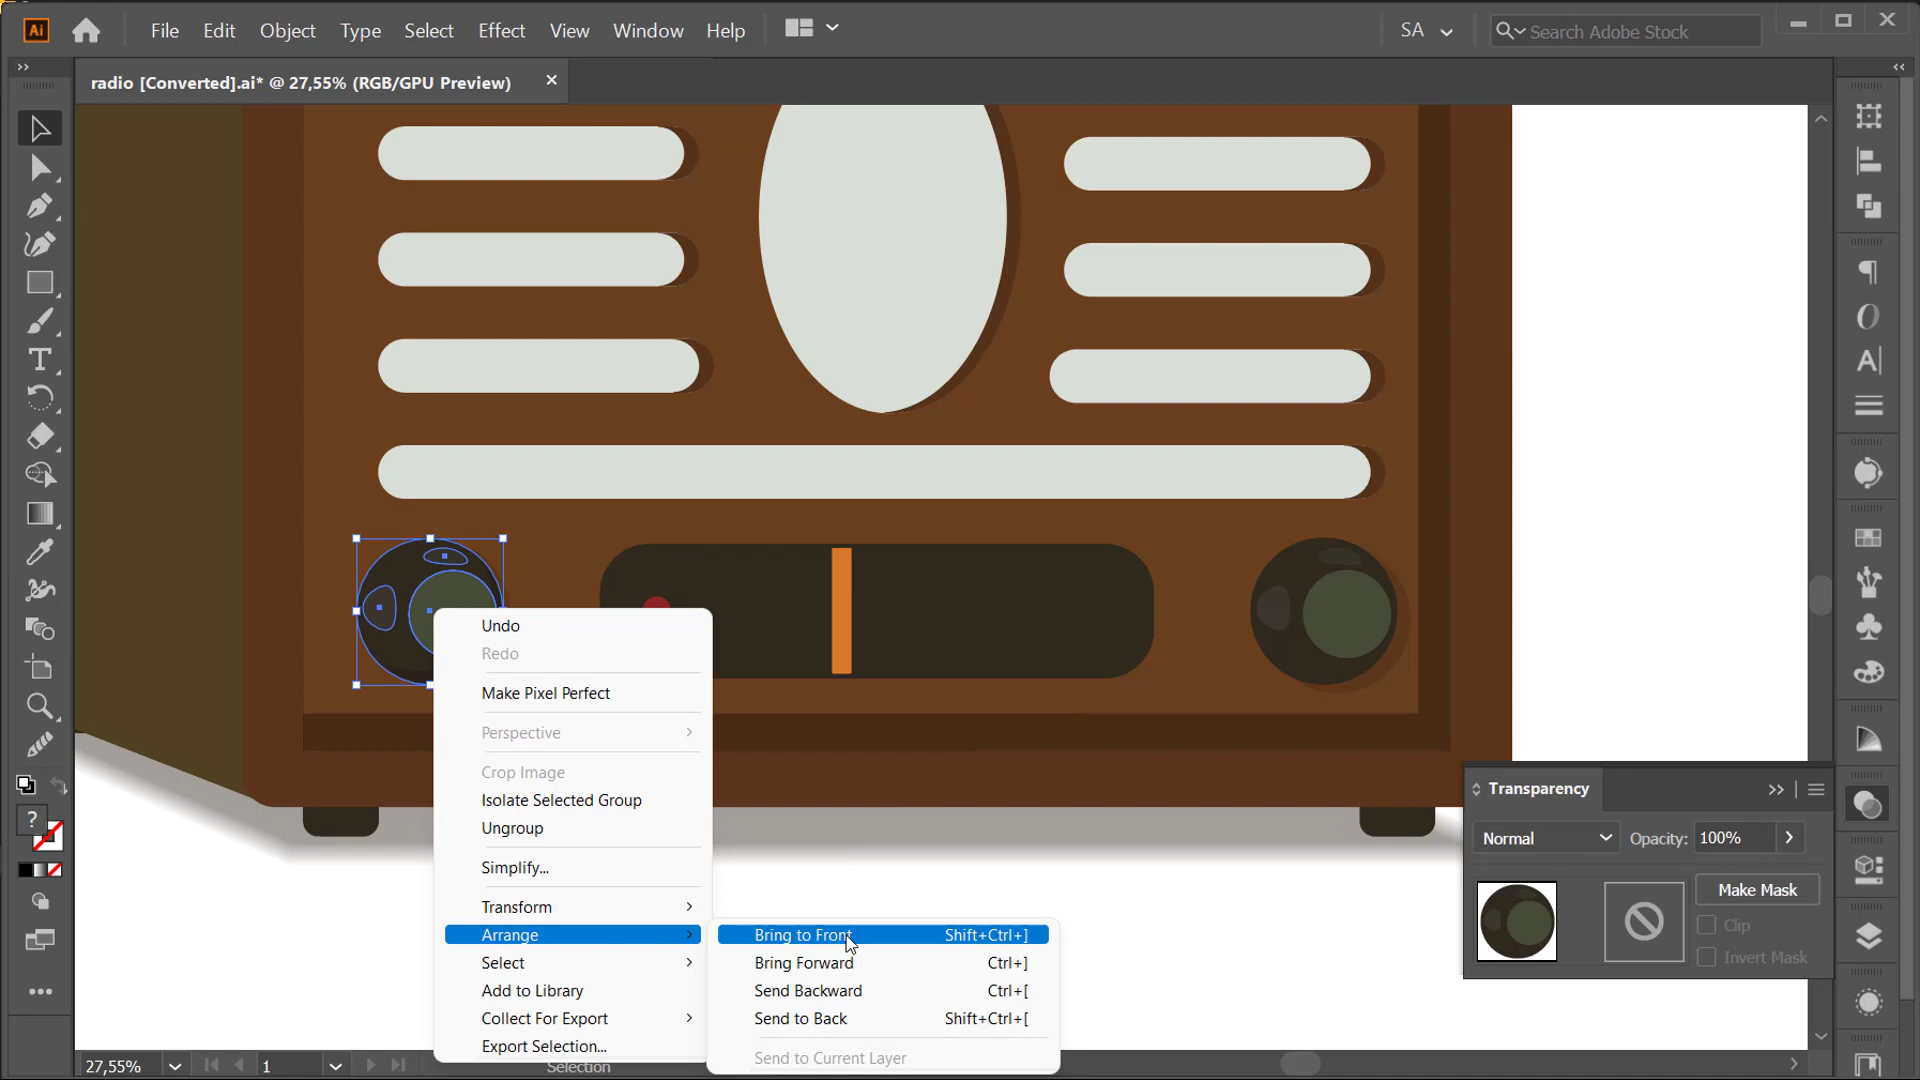 Ai
File Edit Object Type Select Effect View Window Help
SA
Search Adobe Stock
radio [Converted].ai* @ 27,55% (RGB/GPU Preview)
Undo
Redo
Make Pixel Perfect
Perspective
Crop Image
Isolate Selected Group
Ungroup
Simplify...
Transform
Arrange
Select
Add to Library
Collect For Export
Export Selection...
Bring to Front Shift+Ctrl+]
Bring Forward Ctrl+]
Send Backward Ctrl+[
Send to Back Shift+Ctrl+[
Send to Current Layer
Transparency
Normal Opacity: 100%
Make Mask
Clip
Invert Mask
27,55% 1 Selection